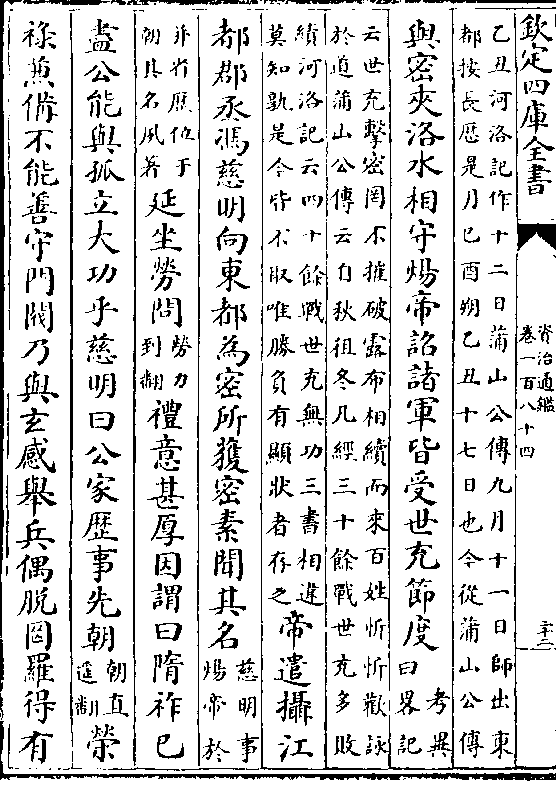 欽定四庫全書
資治通鑑
卷一百八十四
乙丑河洛記作十二日蒲山公傳九月十一日師出東
都按長厯是月已酉朔乙丑十七日也今從蒲山公傳
與密夾洛水相守煬帝詔諸軍皆受世充節度考異曰畧記
云世充擊密罔不摧破露布相續而來百姓忻忻歡詠
於道蒲山公傳云自秋徂冬凡經三十餘戰世充多敗
續河洛記云四十餘戰世充無功三書相違
莫知孰是今皆不取唯勝負有顯狀者存之帝遣攝江
都郡丞馮慈明向東都為密所獲密素聞其名慈明事煬帝於
并省厯位于朝具名夙著延坐勞問勞力到翻禮意甚厚因謂曰隋祚已
盡公能與孤立大功乎慈明曰公家歴事先朝朝直遥翻榮
祿兼備不能善守門閥乃與玄感舉兵偶脱罔羅得有